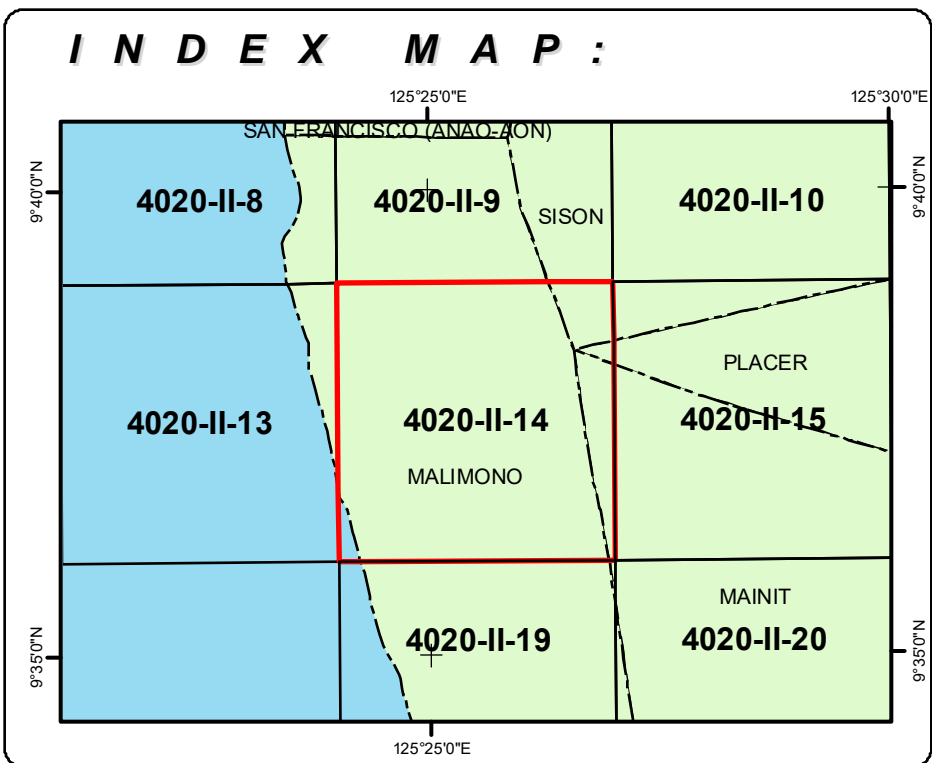 INDEX MAP:
125°25'0"E
125°30'0"E
SAN FRANCISCO (ANAO-AON)
9°40'0"N
9°40'0"N
4020-II-8
4020-II-9
4020-II-10
SISON
PLACER
4020-II-13
4020-II-14
4020-II-15
MALIMONO
MAINIT
4020-II-19
4020-II-20
9°35'0"N
9°35'0"N
125°25'0"E